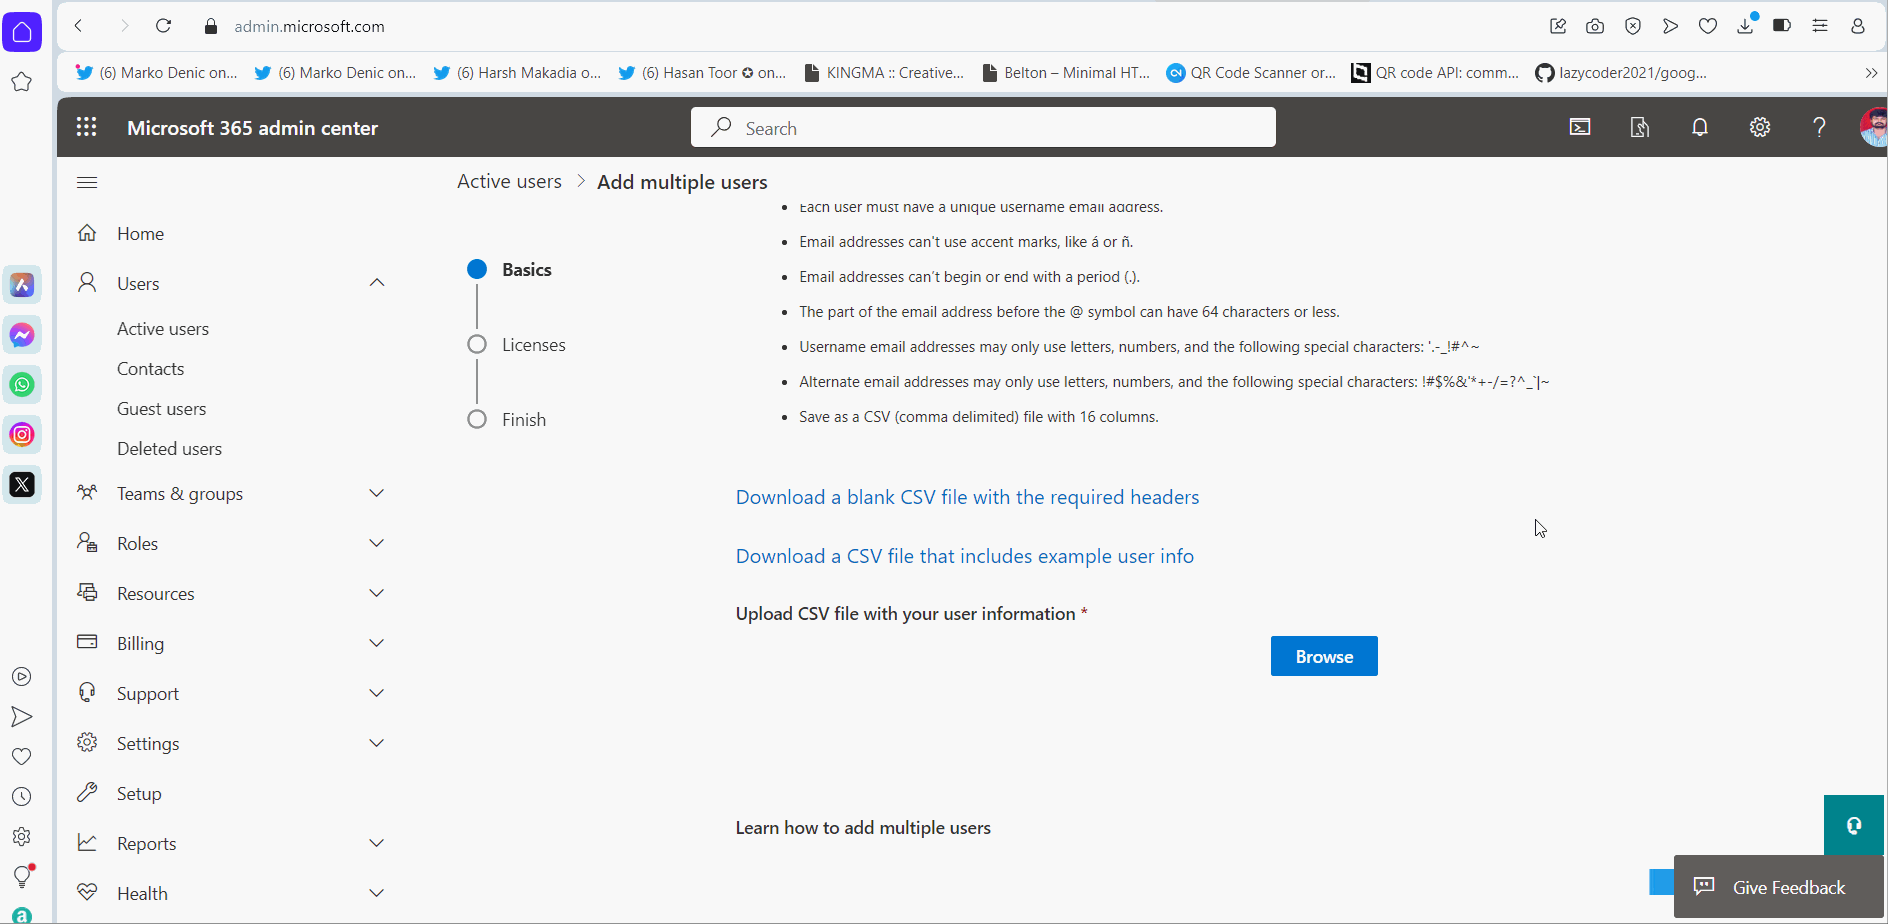 admin.microsoft.com
(6) Marko Denic on...
(6) Marko Denic on...
(6) Harsh Makadia o...
(6) Hasan Toor ✪ on...
KINGMA :: Creative...
Belton – Minimal HT...
QR Code Scanner or...
QR code API: comm...
lazycoder2021/goog...
Microsoft 365 admin center
Search
Active users > Add multiple users
Home
Users
Active users
Contacts
Guest users
Deleted users
Teams & groups
Roles
Resources
Billing
Support
Settings
Setup
Reports
Health
Basics
Licenses
Finish
• Each user must have a unique username email address.
• Email addresses can't use accent marks, like á or ñ.
• Email addresses can’t begin or end with a period (.).
• The part of the email address before the @ symbol can have 64 characters or less.
• Username email addresses may only use letters, numbers, and the following special characters: '.-_!#^~
• Alternate email addresses may only use letters, numbers, and the following special characters: !#$%&'*+-/=?^_`|~
• Save as a CSV (comma delimited) file with 16 columns.
Download a blank CSV file with the required headers
Download a CSV file that includes example user info
Upload CSV file with your user information *
Browse
Learn how to add multiple users
Give Feedback